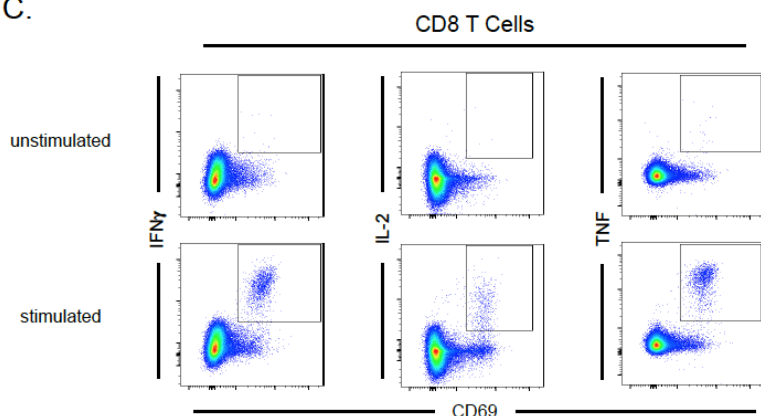 C.
CD8 T Cells
unstimulated
IFNγ
IL-2
TNF
stimulated
CD69